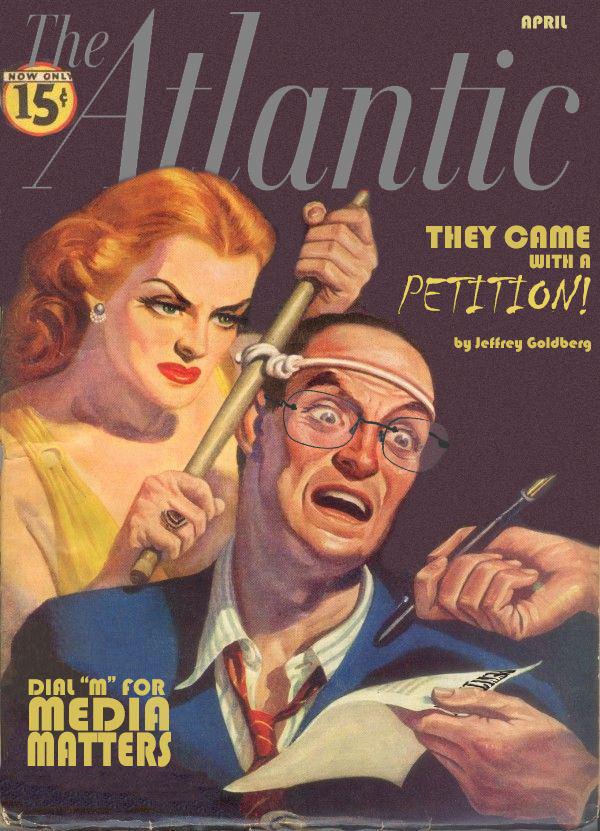 The
Atlantic
APRIL
NOW ONLY
15¢
THEY CAME
WITH A
PETITION!
by Jeffrey Goldberg
DIAL "M" FOR
MEDIA
MATTERS